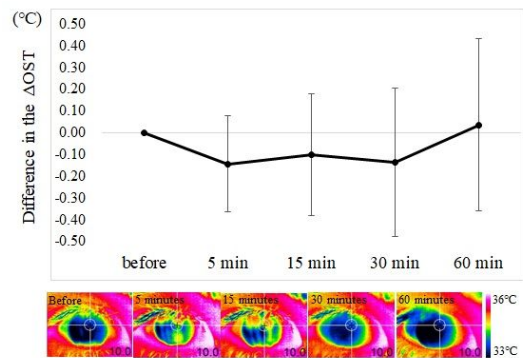 (°C)
0.50
0.40
0.30
0.20
0.10
0.00
-0.10
-0.20
-0.30
-0.40
-0.50
Difference in the ΔOST
before 5 min 15 min 30 min 60 min
Before 5 minutes 15 minutes 30 minutes 60 minutes 36°C
10.0 10.0 10.0 10.0 10.0 33°C